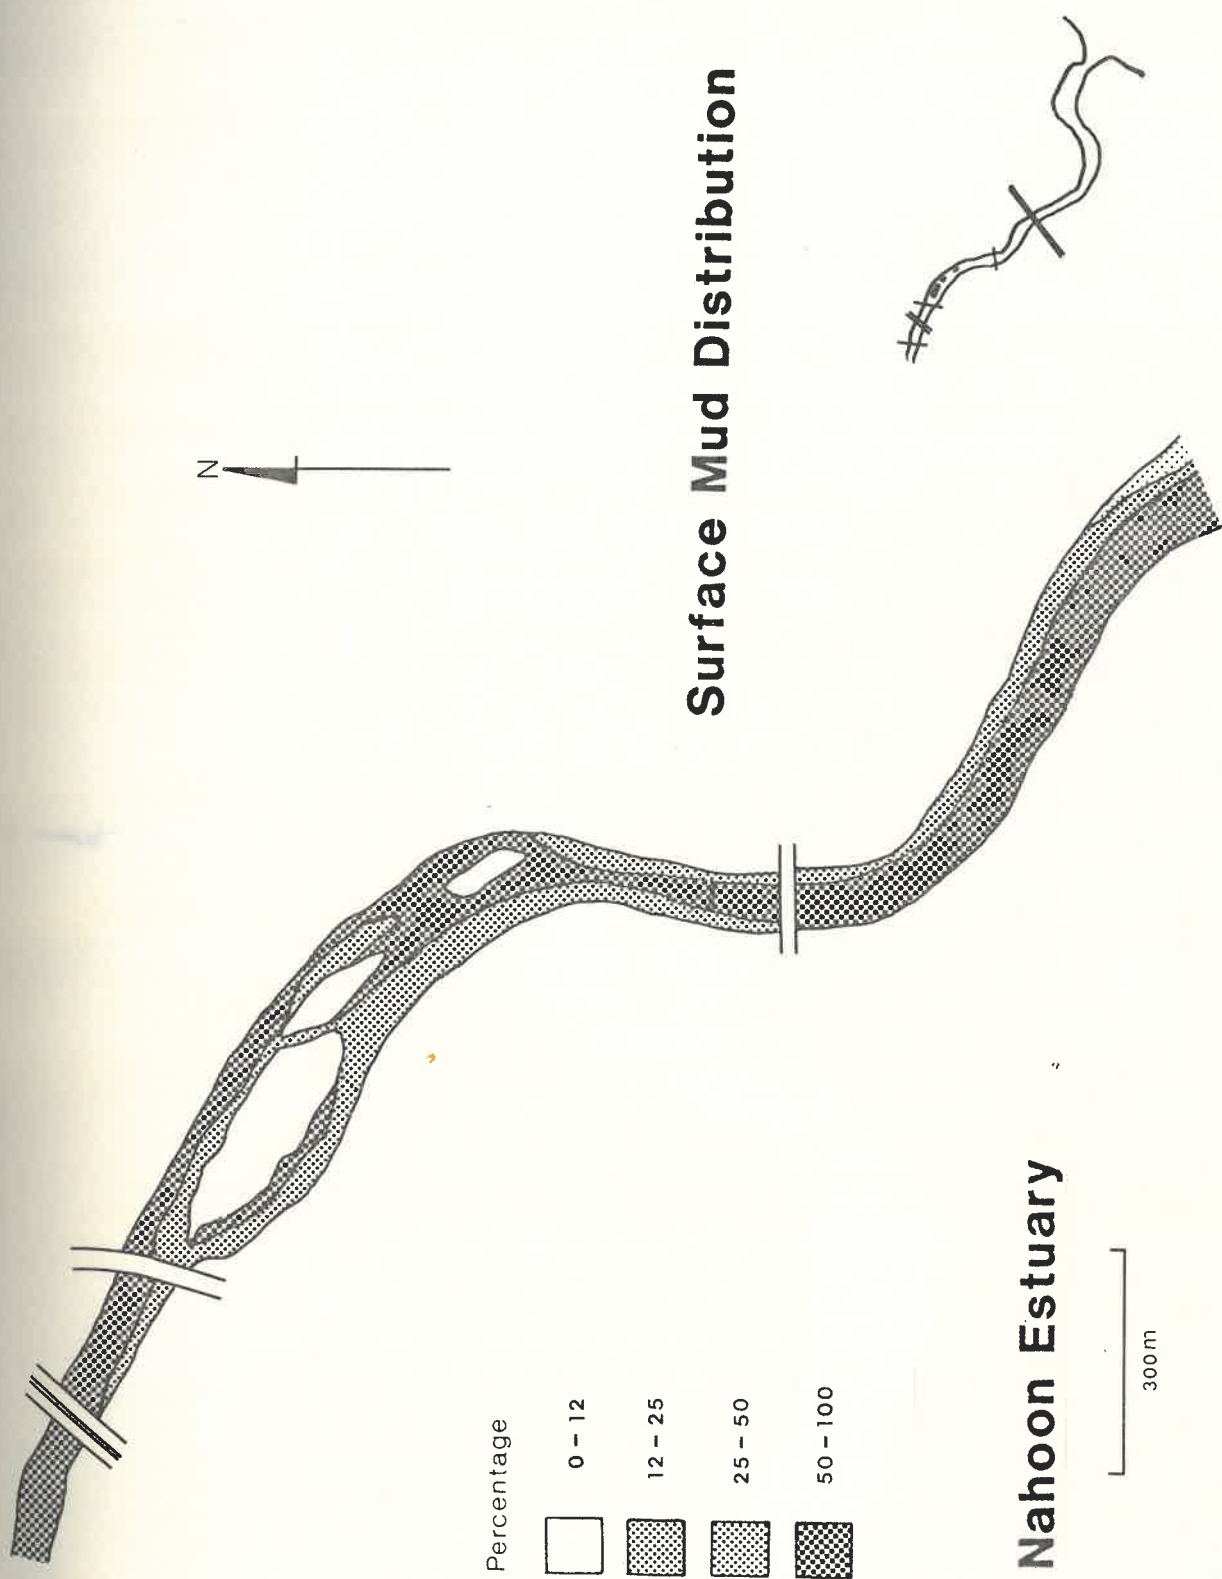 N
Surface Mud Distribution
Percentage
0 – 12
12 – 25
25 – 50
50 – 100
Nahoon Estuary
300m